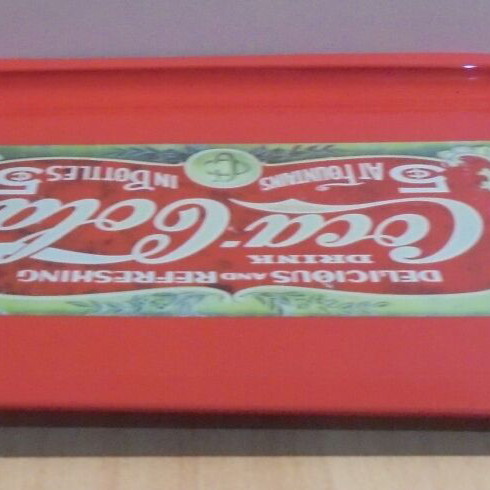 DELICIOUS AND REFRESHING
DRINK
Coca-Cola
5¢ AT FOUNTAINS IN BOTTLES 5¢